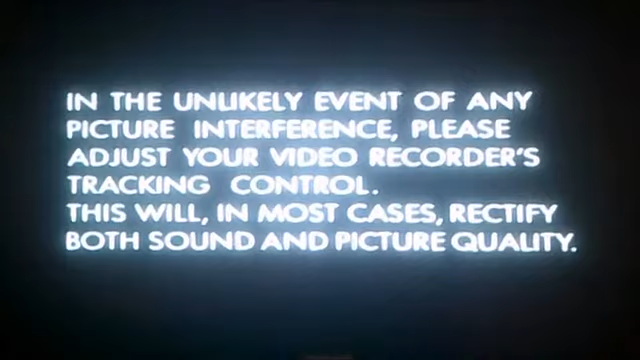 IN THE UNLIKELY EVENT OF ANY
PICTURE INTERFERENCE, PLEASE
ADJUST YOUR VIDEO RECORDER'S
TRACKING CONTROL.
THIS WILL, IN MOST CASES, RECTIFY
BOTH SOUND AND PICTURE QUALITY.